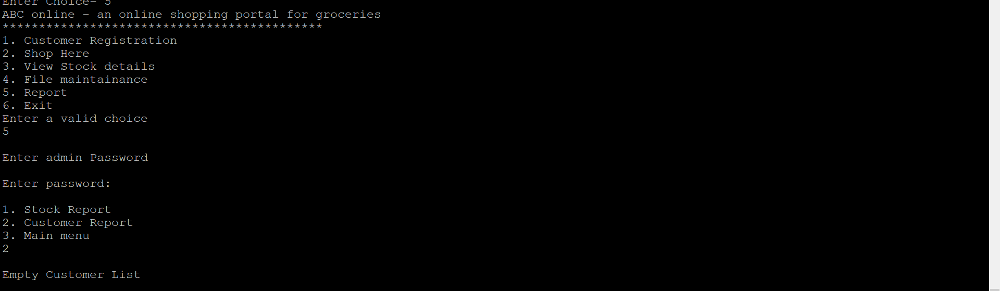 Enter Choice- 5
ABC online - an online shopping portal for groceries
********************************************
1. Customer Registration
2. Shop Here
3. View Stock details
4. File maintainance
5. Report
6. Exit
Enter a valid choice
5
Enter admin Password
Enter password:
1. Stock Report
2. Customer Report
3. Main menu
2
Empty Customer List